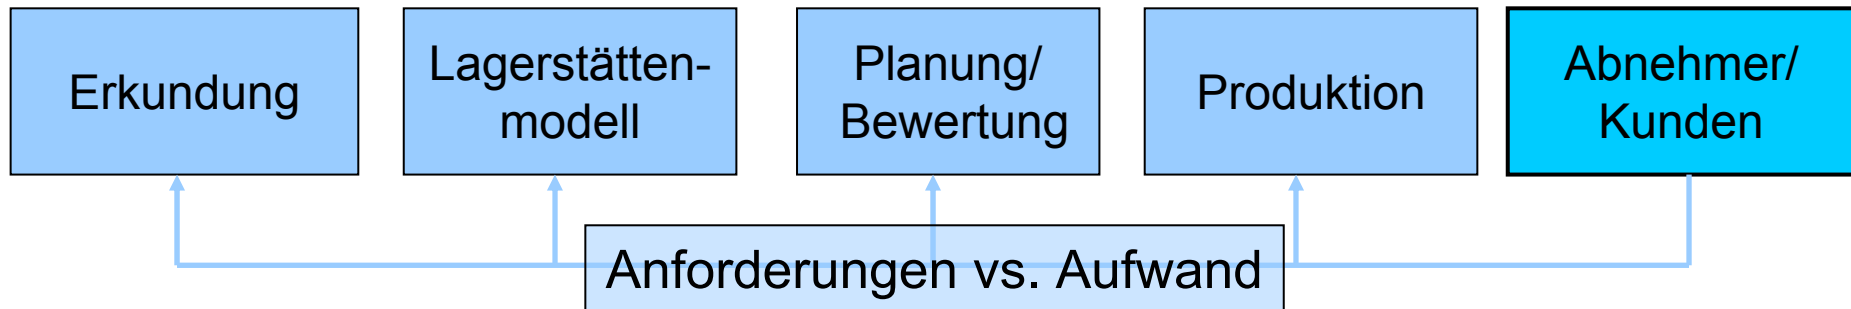 Erkundung
Lagerstätten-
modell
Planung/
Bewertung
Produktion
Abnehmer/
Kunden
Anforderungen vs. Aufwand